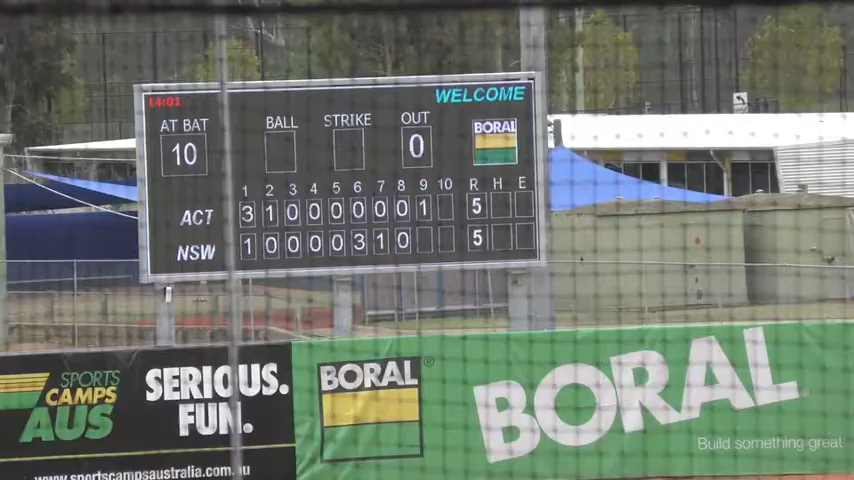 14:01 WELCOME
AT BAT BALL STRIKE OUT
10 0 BORAL
1 2 3 4 5 6 7 8 9 10 R H E
ACT 3 1 0 0 0 0 0 0 1 5
NSW 1 0 0 0 0 3 1 0 5
SPORTS
CAMPS
AUS
SERIOUS.
FUN.
www.sportscampsaustralia.com.au
BORAL ®
BORAL
Build something great